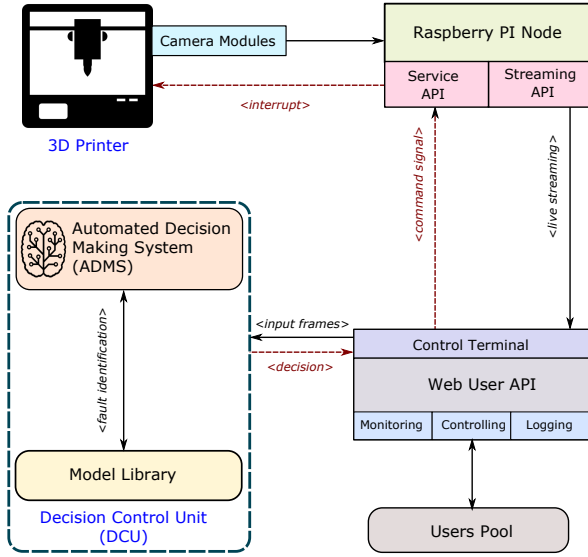 Camera Modules
Raspberry PI Node
Service
API
Streaming
API
<interrupt>
3D Printer
<command signal>
<live streaming>
Automated Decision
Making System
(ADMS)
<fault identification>
<input frames>
<decision>
Control Terminal
Web User API
Monitoring
Controlling
Logging
Model Library
Decision Control Unit
(DCU)
Users Pool